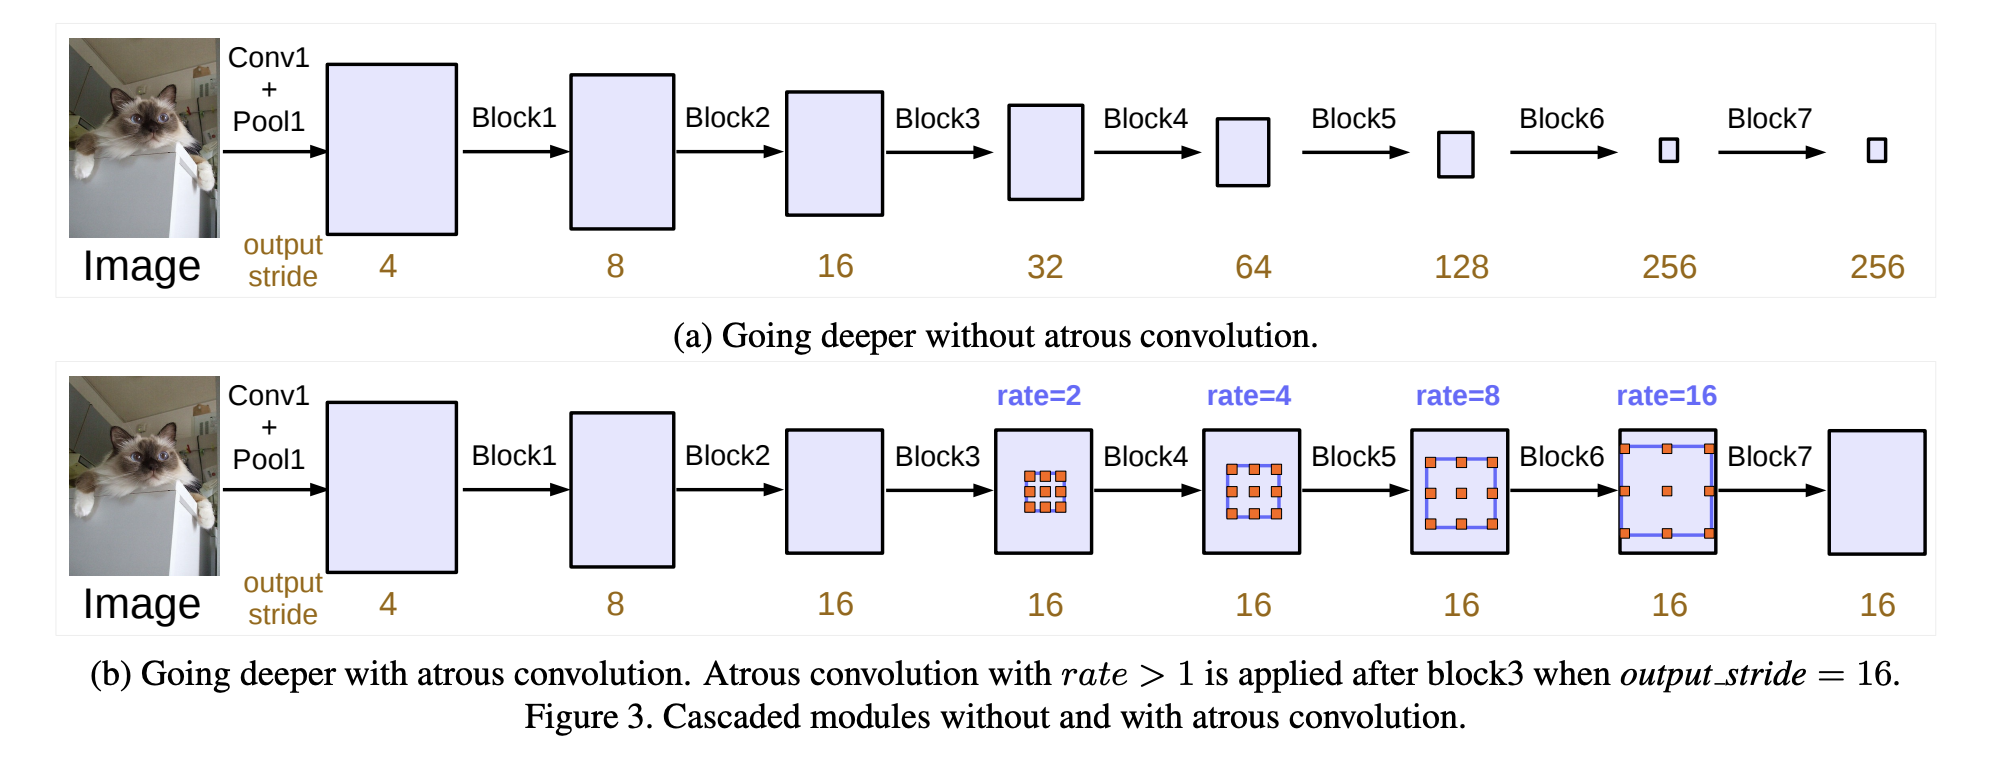 Conv1
+
Pool1
Block1
Block2
Block3
Block4
Block5
Block6
Block7
Image
output
stride
4
8
16
32
64
128
256
256
(a) Going deeper without atrous convolution.
Conv1
+
Pool1
Block1
Block2
Block3
rate=2
Block4
rate=4
Block5
rate=8
Block6
rate=16
Block7
Image
output
stride
4
8
16
16
16
16
16
16
(b) Going deeper with atrous convolution. Atrous convolution with rate > 1 is applied after block3 when output_stride = 16.
Figure 3. Cascaded modules without and with atrous convolution.